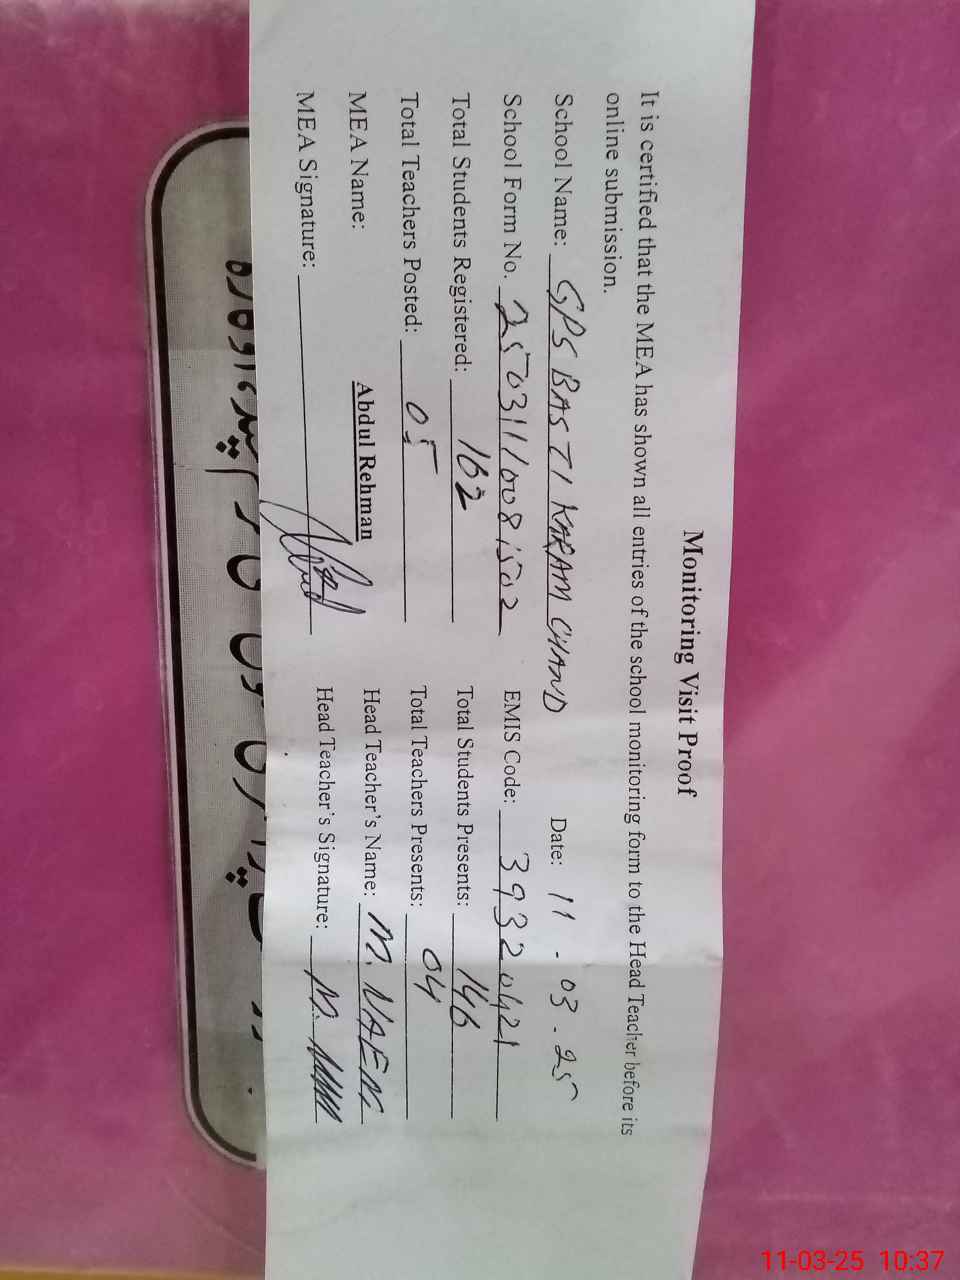 Monitoring Visit Proof
It is certified that the MEA has shown all entries of the school monitoring form to the Head Teacher before its
online submission.
School Name: GPS BASTI KARAM CHAND Date: 11-03-25
School Form No. 25031110081502 EMIS Code: 39320421
Total Students Registered: 162 Total Students Presents: 146
Total Teachers Posted: 05 Total Teachers Presents: 04
MEA Name: Abdul Rehman Head Teacher's Name: M. NAEEM
MEA Signature: Head Teacher's Signature: M.
11-03-25 10:37